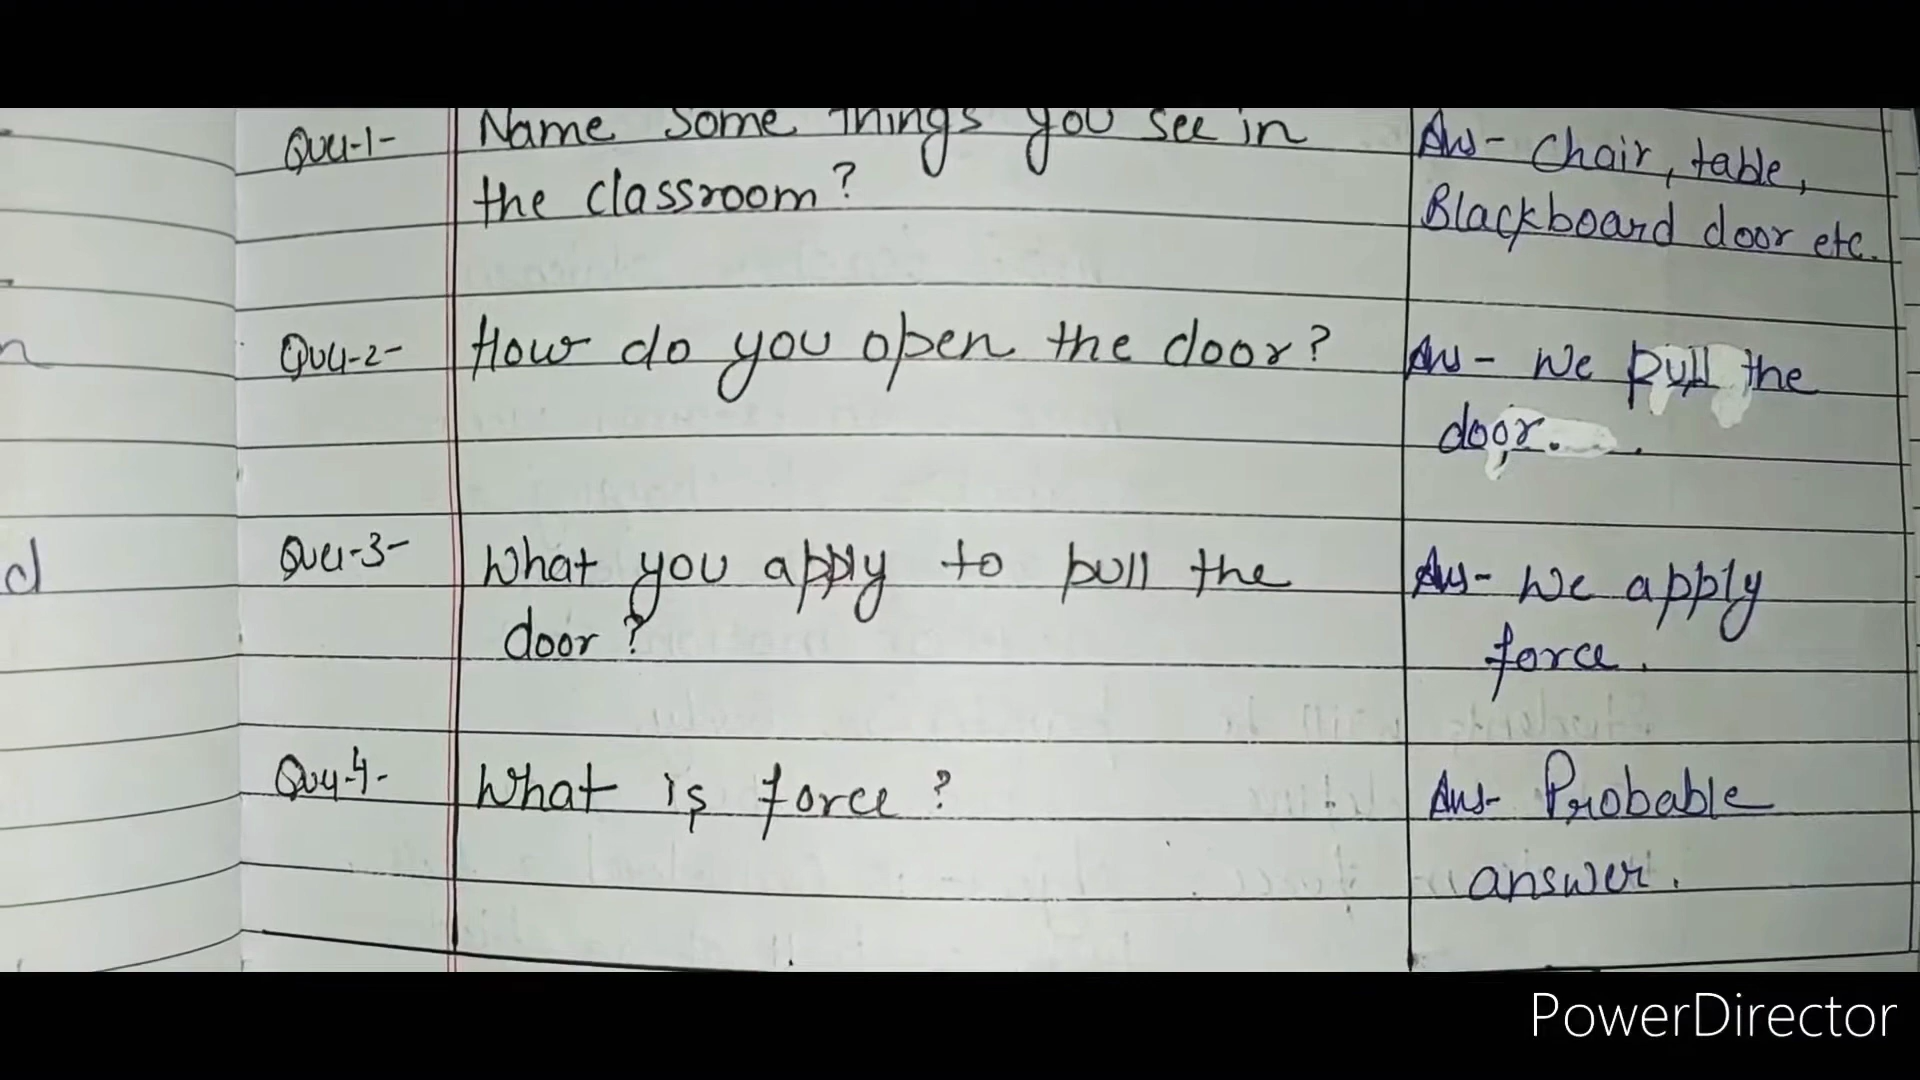 Que-1- Name some things you see in
the classroom?
Ans- Chair, table,
Blackboard door etc.
Que-2- How do you open the door?
Ans- We pull the
door.
Que-3- What you apply to pull the
door?
Ans- We apply
force.
Que-4- What is force?
Ans- Probable
answer.
n
d
PowerDirector